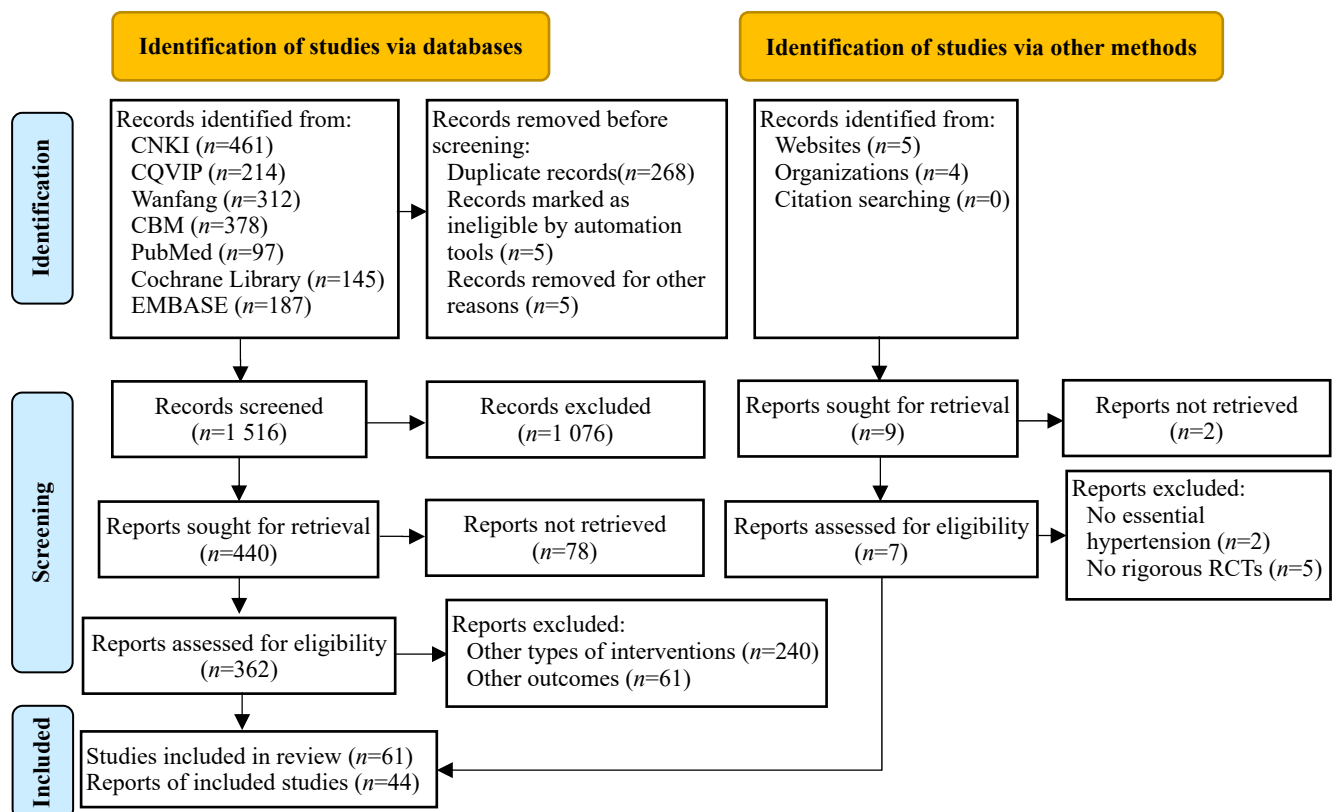 Identification of studies via databases
Identification of studies via other methods
Identification
Records identified from:
CNKI (n=461)
CQVIP (n=214)
Wanfang (n=312)
CBM (n=378)
PubMed (n=97)
Cochrane Library (n=145)
EMBASE (n=187)
Records removed before
screening:
Duplicate records(n=268)
Records marked as
ineligible by automation
tools (n=5)
Records removed for other
reasons (n=5)
Records identified from:
Websites (n=5)
Organizations (n=4)
Citation searching (n=0)
Screening
Records screened
(n=1 516)
Records excluded
(n=1 076)
Reports sought for retrieval
(n=9)
Reports not retrieved
(n=2)
Reports sought for retrieval
(n=440)
Reports not retrieved
(n=78)
Reports assessed for eligibility
(n=7)
Reports excluded:
No essential
hypertension (n=2)
No rigorous RCTs (n=5)
Reports assessed for eligibility
(n=362)
Reports excluded:
Other types of interventions (n=240)
Other outcomes (n=61)
Included
Studies included in review (n=61)
Reports of included studies (n=44)